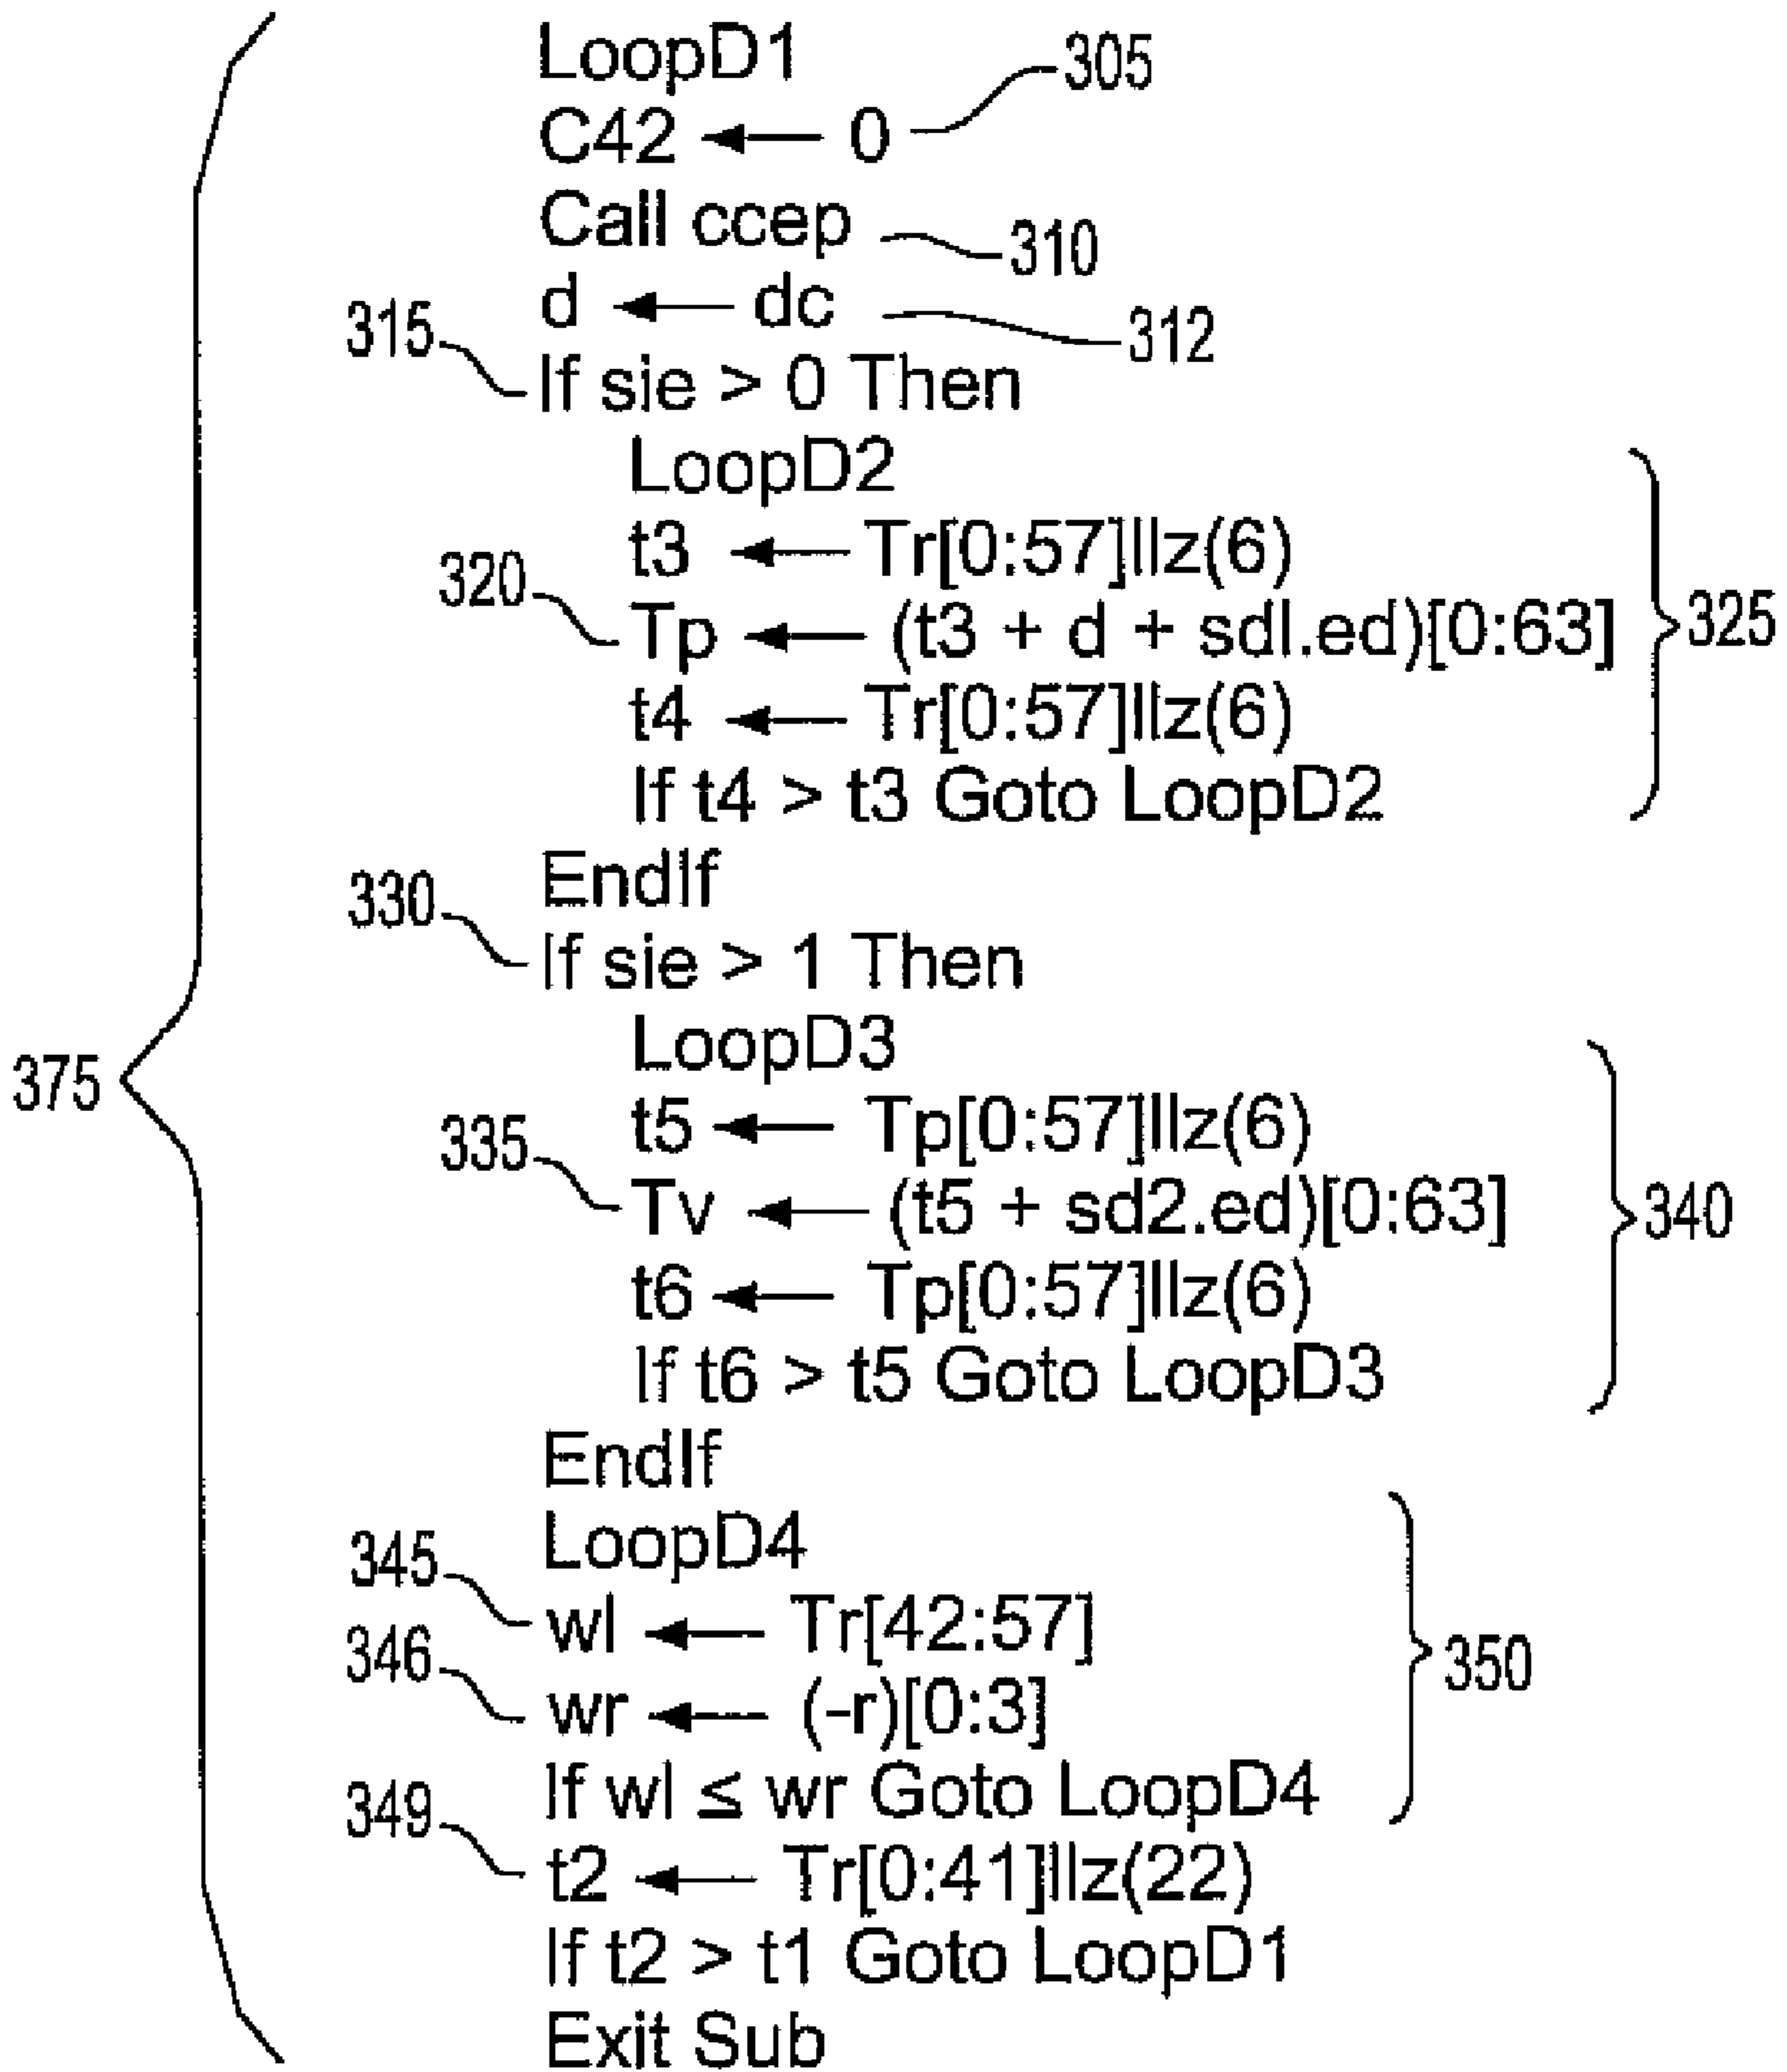 LoopD1
305
C42 ← 0
Call ccep
310
d ← dc
312
315
If sie > 0 Then
LoopD2
t3 ← Tr[0:57]llz(6)
320
Tp ← (t3 + d + sdl.ed)[0:63]
325
t4 ← Tr[0:57]llz(6)
If t4 > t3 Goto LoopD2
EndIf
330
If sie > 1 Then
LoopD3
375
t5 ← Tp[0:57]llz(6)
335
Tv ← (t5 + sd2.ed)[0:63]
340
t6 ← Tp[0:57]llz(6)
If t6 > t5 Goto LoopD3
EndIf
LoopD4
345
wl ← Tr[42:57]
346
350
wr ← (-r)[0:3]
If wl ≤ wr Goto LoopD4
349
t2 ← Tr[0:41]llz(22)
If t2 > t1 Goto LoopD1
Exit Sub